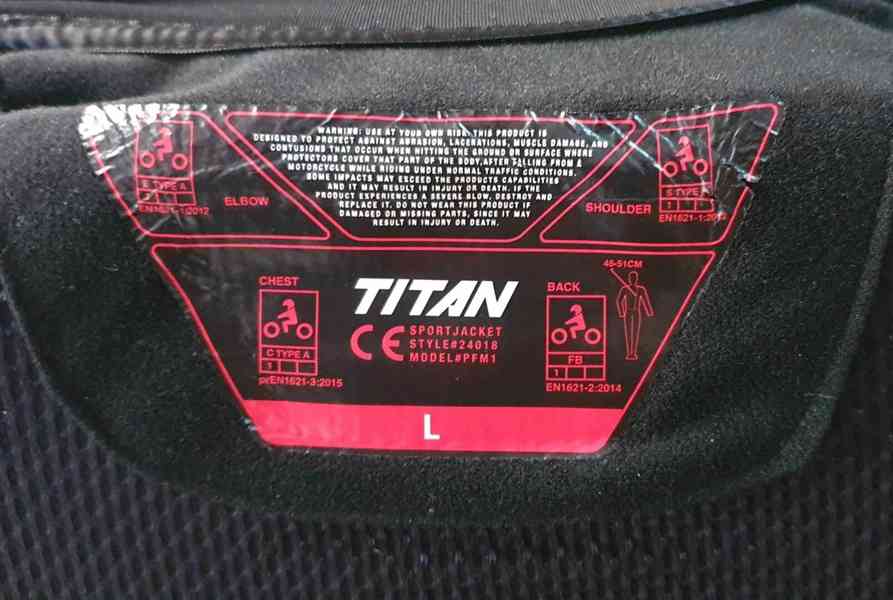 WARNING: USE AT YOUR OWN RISK. THIS PRODUCT IS
DESIGNED TO PROTECT AGAINST ABRASION, LACERATIONS, MUSCLE DAMAGE, AND
CONTUSIONS THAT OCCUR WHEN HITTING THE GROUND OR SURFACE WHERE
PROTECTORS COVER THAT PART OF THE BODY,AFTER FALLING FROM A
MOTORCYCLE WHILE RIDING UNDER NORMAL TRAFFIC CONDITIONS.
SOME IMPACTS MAY EXCEED THE PRODUCTS CAPABILITIES
AND IT MAY RESULT IN INJURY OR DEATH. IF THE
PRODUCT EXPERIENCES A SEVERE BLOW, DESTROY AND
REPLACE IT. DO NOT WEAR THIS PRODUCT IF
DAMAGED OR MISSING PARTS, SINCE IT MAY
RESULT IN INJURY OR DEATH.
E TYPE A
EN1621-1:2012
ELBOW
SHOULDER
S TYPE
1
EN1621-1:
CHEST
C TYPE A
1
prEN1621-3:2015
TITAN
CE
SPORTJACKET
STYLE#24018
MODEL#PFM1
BACK
46-51CM
FB
1
EN1621-2:2014
L